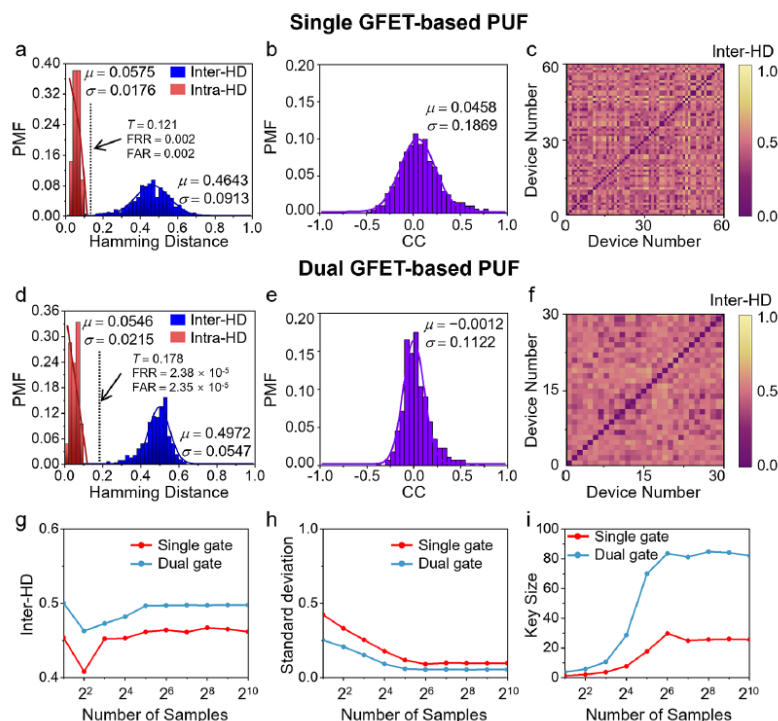 Single GFET-based PUF
a
0.40
0.32
0.24
0.16
0.08
0.00
PMF
μ = 0.0575
σ = 0.0176
Inter-HD
Intra-HD
T = 0.121
FRR = 0.002
FAR = 0.002
μ = 0.4643
σ = 0.0913
0.0 0.2 0.4 0.6 0.8 1.0
Hamming Distance
b
0.20
0.15
0.10
0.05
0.00
PMF
μ = 0.0458
σ = 0.1869
-1.0 -0.5 0.0 0.5 1.0
CC
c
Inter-HD
60
30
0
Device Number
0 30 60
Device Number
1.0
0.5
0.0
Dual GFET-based PUF
d
0.36
0.30
0.24
0.18
0.12
0.06
0.00
PMF
μ = 0.0546
σ = 0.0215
Inter-HD
Intra-HD
T = 0.178
FRR = 2.38 × 10⁻⁵
FAR = 2.35 × 10⁻⁵
μ = 0.4972
σ = 0.0547
0.0 0.2 0.4 0.6 0.8 1.0
Hamming Distance
e
0.20
0.15
0.10
0.05
0.00
PMF
μ = −0.0012
σ = 0.1122
-1.0 -0.5 0.0 0.5 1.0
CC
f
Inter-HD
30
15
0
Device Number
0 15 30
Device Number
1.0
0.5
0.0
g
0.6
0.5
0.4
Inter-HD
Single gate
Dual gate
2² 2⁴ 2⁶ 2⁸ 2¹⁰
Number of Samples
h
1.0
0.5
0.0
Standard deviation
Single gate
Dual gate
2² 2⁴ 2⁶ 2⁸ 2¹⁰
Number of Samples
i
100
80
60
40
20
0
Key Size
Single gate
Dual gate
2² 2⁴ 2⁶ 2⁸ 2¹⁰
Number of Samples